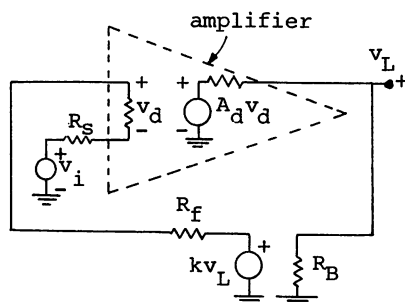 amplifier
v_L
+ + +
v_d A_d v_d
R_S - -
+
v_i
-
R_f
+
kv_L R_B